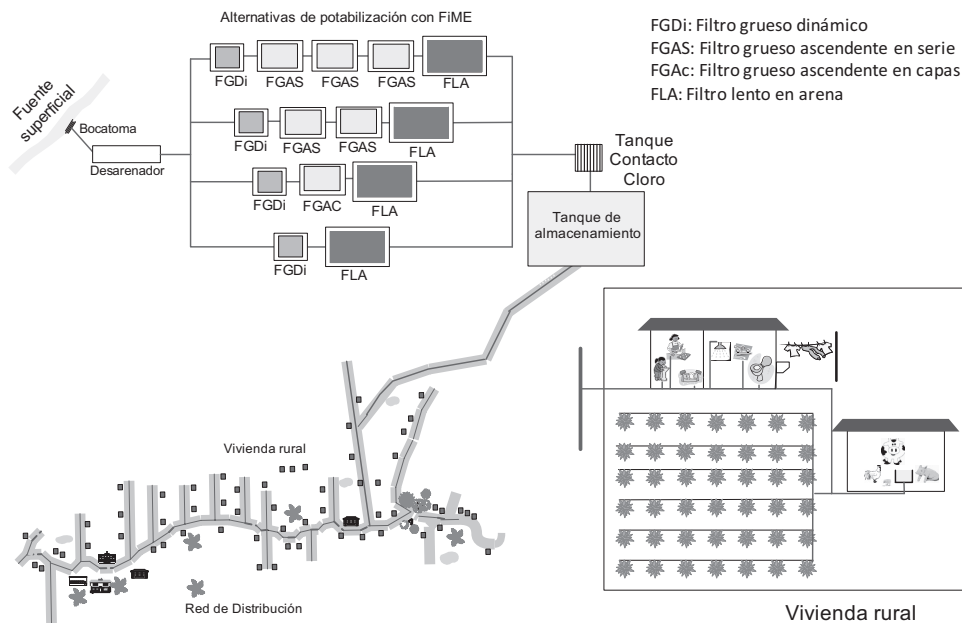 Alternativas de potabilización con FiME
FGDi: Filtro grueso dinámico
FGAS: Filtro grueso ascendente en serie
FGAc: Filtro grueso ascendente en capas
FLA: Filtro lento en arena
FGDi
FGAS
FGAS
FGAS
FLA
Fuente
superficial
Bocatoma
Desarenador
FGDi
FGAS
FGAS
FLA
FGDi
FGAC
FLA
FGDi
FLA
Tanque
Contacto
Cloro
Tanque de
almacenamiento
Vivienda rural
Red de Distribución
Vivienda rural